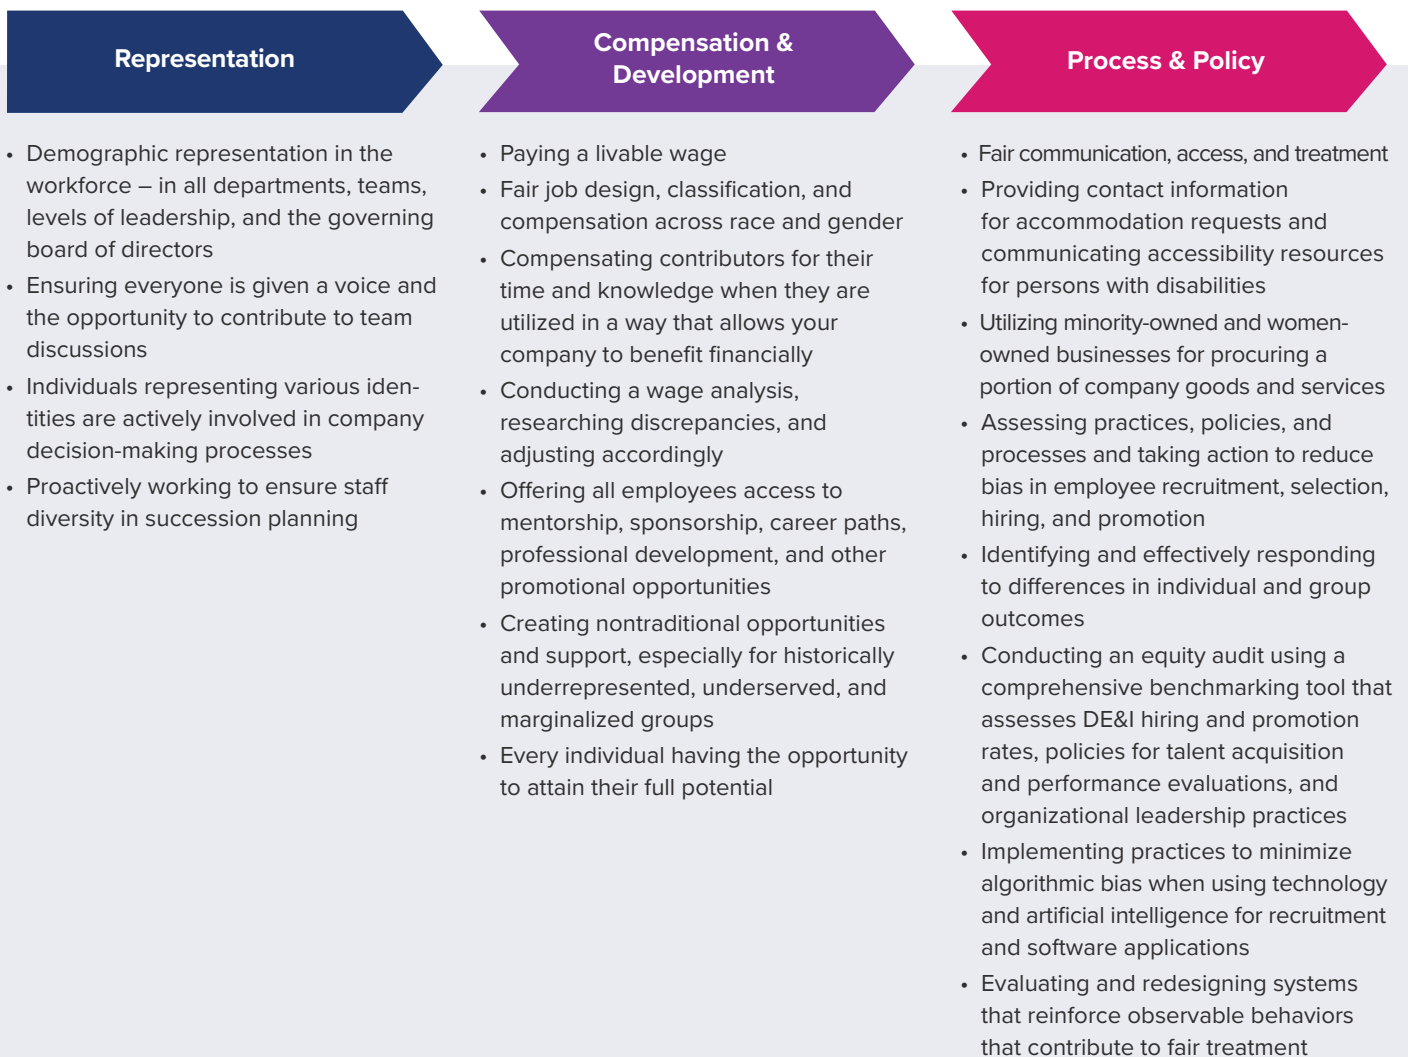 Representation
• Demographic representation in the
workforce – in all departments, teams,
levels of leadership, and the governing
board of directors
• Ensuring everyone is given a voice and
the opportunity to contribute to team
discussions
• Individuals representing various iden-
tities are actively involved in company
decision-making processes
• Proactively working to ensure staff
diversity in succession planning
Compensation &
Development
• Paying a livable wage
• Fair job design, classification, and
compensation across race and gender
• Compensating contributors for their
time and knowledge when they are
utilized in a way that allows your
company to benefit financially
• Conducting a wage analysis,
researching discrepancies, and
adjusting accordingly
• Offering all employees access to
mentorship, sponsorship, career paths,
professional development, and other
promotional opportunities
• Creating nontraditional opportunities
and support, especially for historically
underrepresented, underserved, and
marginalized groups
• Every individual having the opportunity
to attain their full potential
Process & Policy
• Fair communication, access, and treatment
• Providing contact information
for accommodation requests and
communicating accessibility resources
for persons with disabilities
• Utilizing minority-owned and women-
owned businesses for procuring a
portion of company goods and services
• Assessing practices, policies, and
processes and taking action to reduce
bias in employee recruitment, selection,
hiring, and promotion
• Identifying and effectively responding
to differences in individual and group
outcomes
• Conducting an equity audit using a
comprehensive benchmarking tool that
assesses DE&I hiring and promotion
rates, policies for talent acquisition
and performance evaluations, and
organizational leadership practices
• Implementing practices to minimize
algorithmic bias when using technology
and artificial intelligence for recruitment
and software applications
• Evaluating and redesigning systems
that reinforce observable behaviors
that contribute to fair treatment